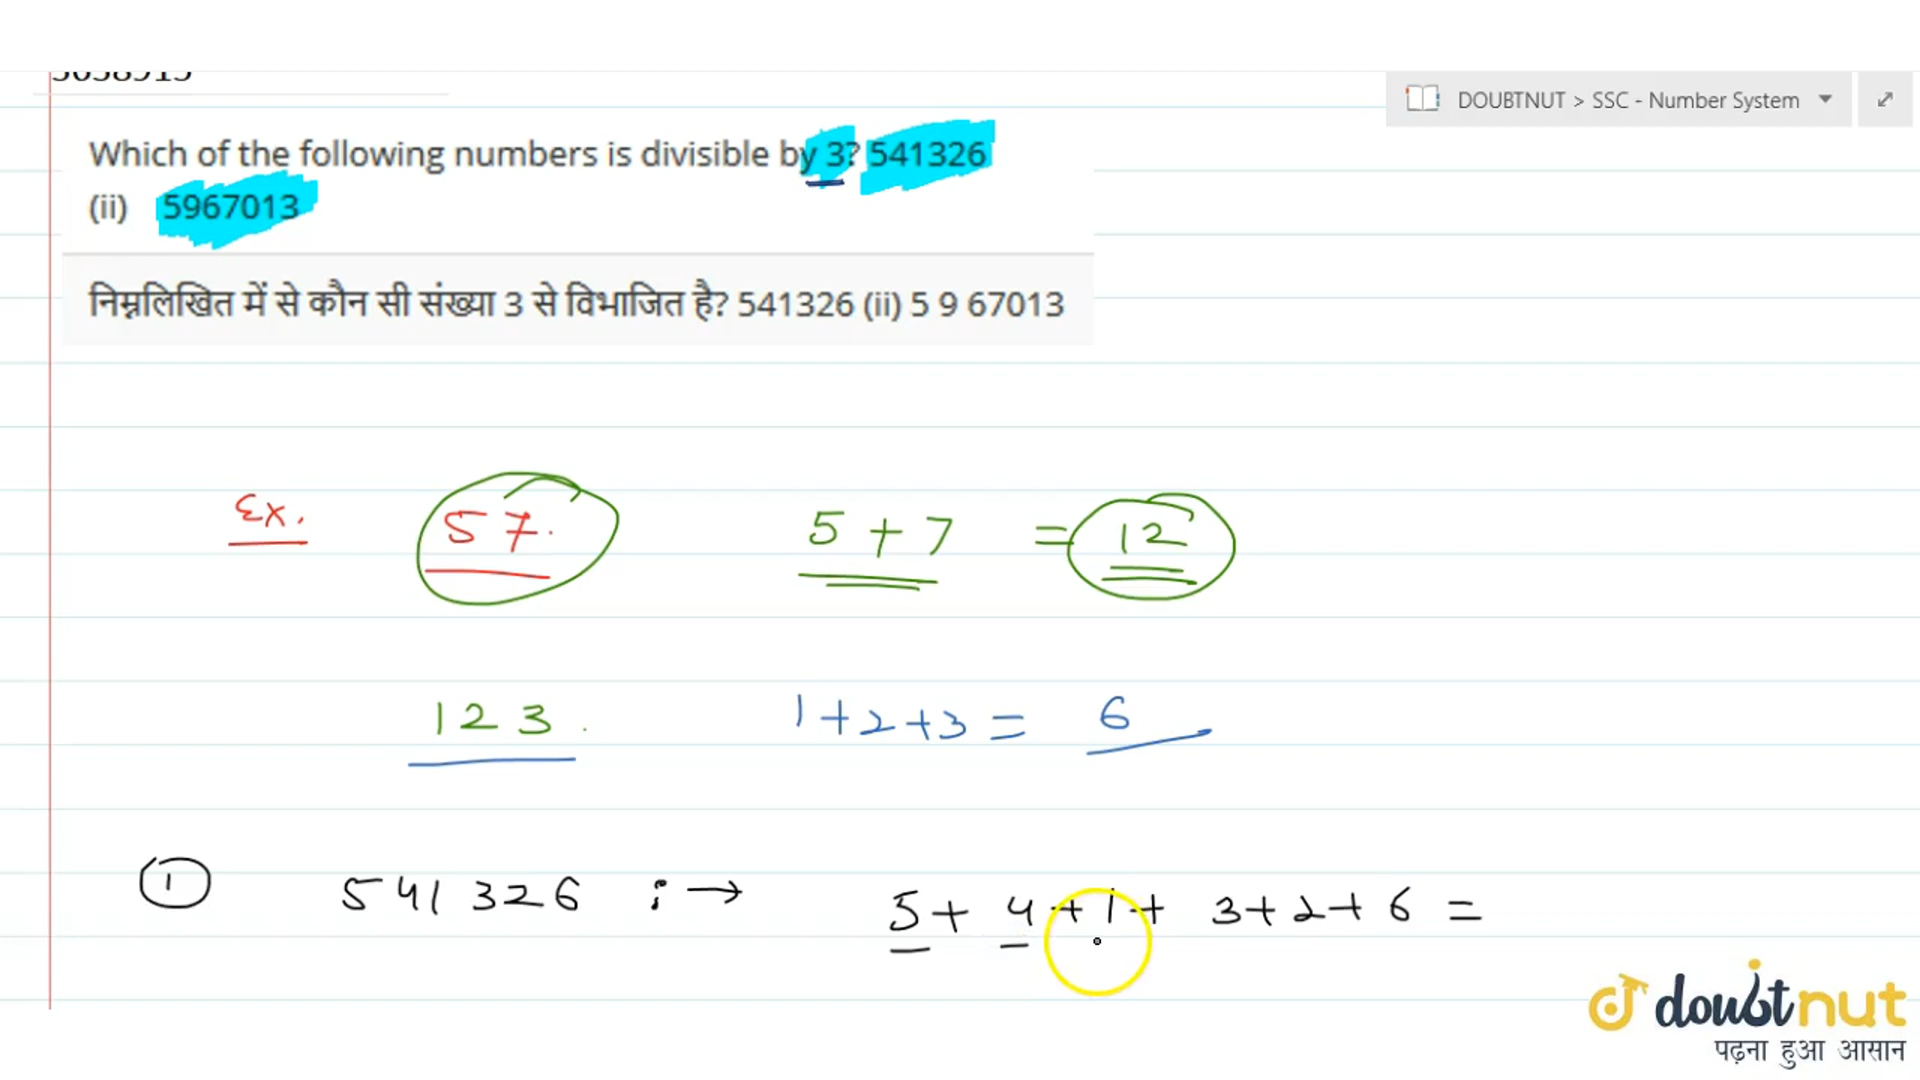 DOUBTNUT > SSC - Number System
Which of the following numbers is divisible by 3? 541326
(ii) 5967013
निम्नलिखित में से कौन सी संख्या 3 से विभाजित है? 541326 (ii) 5 9 67013
Ex. 57. 5+7 = 12
123. 1+2+3= 6
1 541326 :→ 5+4+1+3+2+6=
doubtnut
पढ़ना हुआ आसान